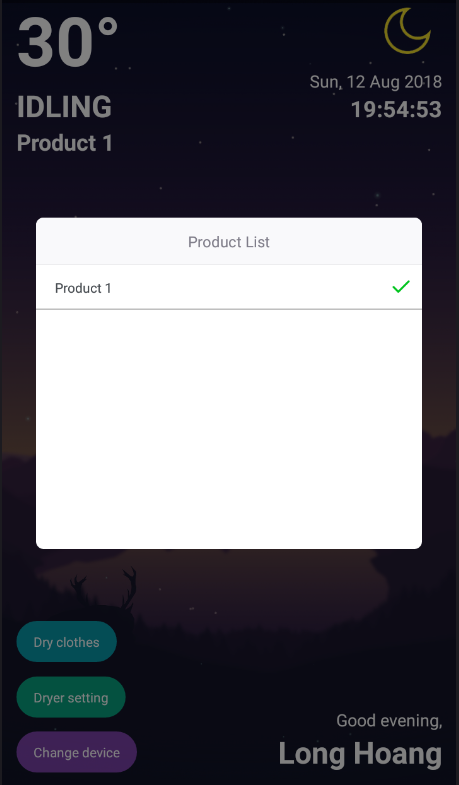 30°
Sun, 12 Aug 2018
IDLING
19:54:53
Product 1
Product List
Product 1
Dry clothes
Dryer setting
Good evening,
Change device
Long Hoang